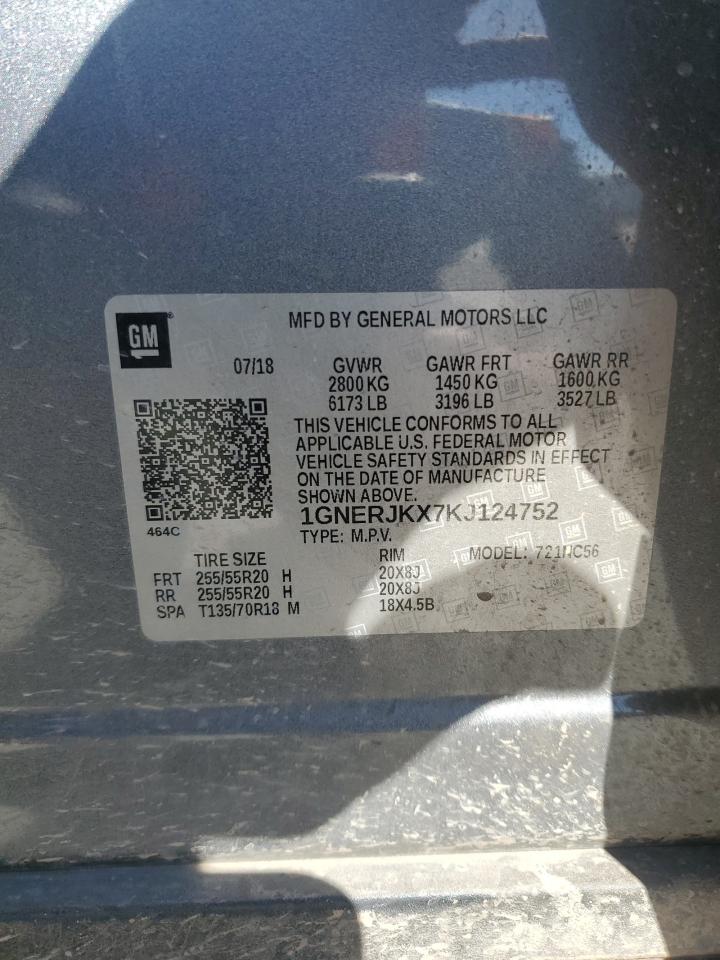 GM
MFD BY GENERAL MOTORS LLC
07/18 GVWR GAWR FRT GAWR RR
2800 KG 1450 KG 1600 KG
6173 LB 3196 LB 3527 LB
THIS VEHICLE CONFORMS TO ALL
APPLICABLE U.S. FEDERAL MOTOR
VEHICLE SAFETY STANDARDS IN EFFECT
ON THE DATE OF MANUFACTURE
SHOWN ABOVE.
1GNERJKX7KJ124752
464C
TYPE: M.P.V. MODEL: 721NC56
TIRE SIZE RIM
FRT 255/55R20 H 20X8J
RR 255/55R20 H 20X8J
SPA T135/70R18 M 18X4.5B